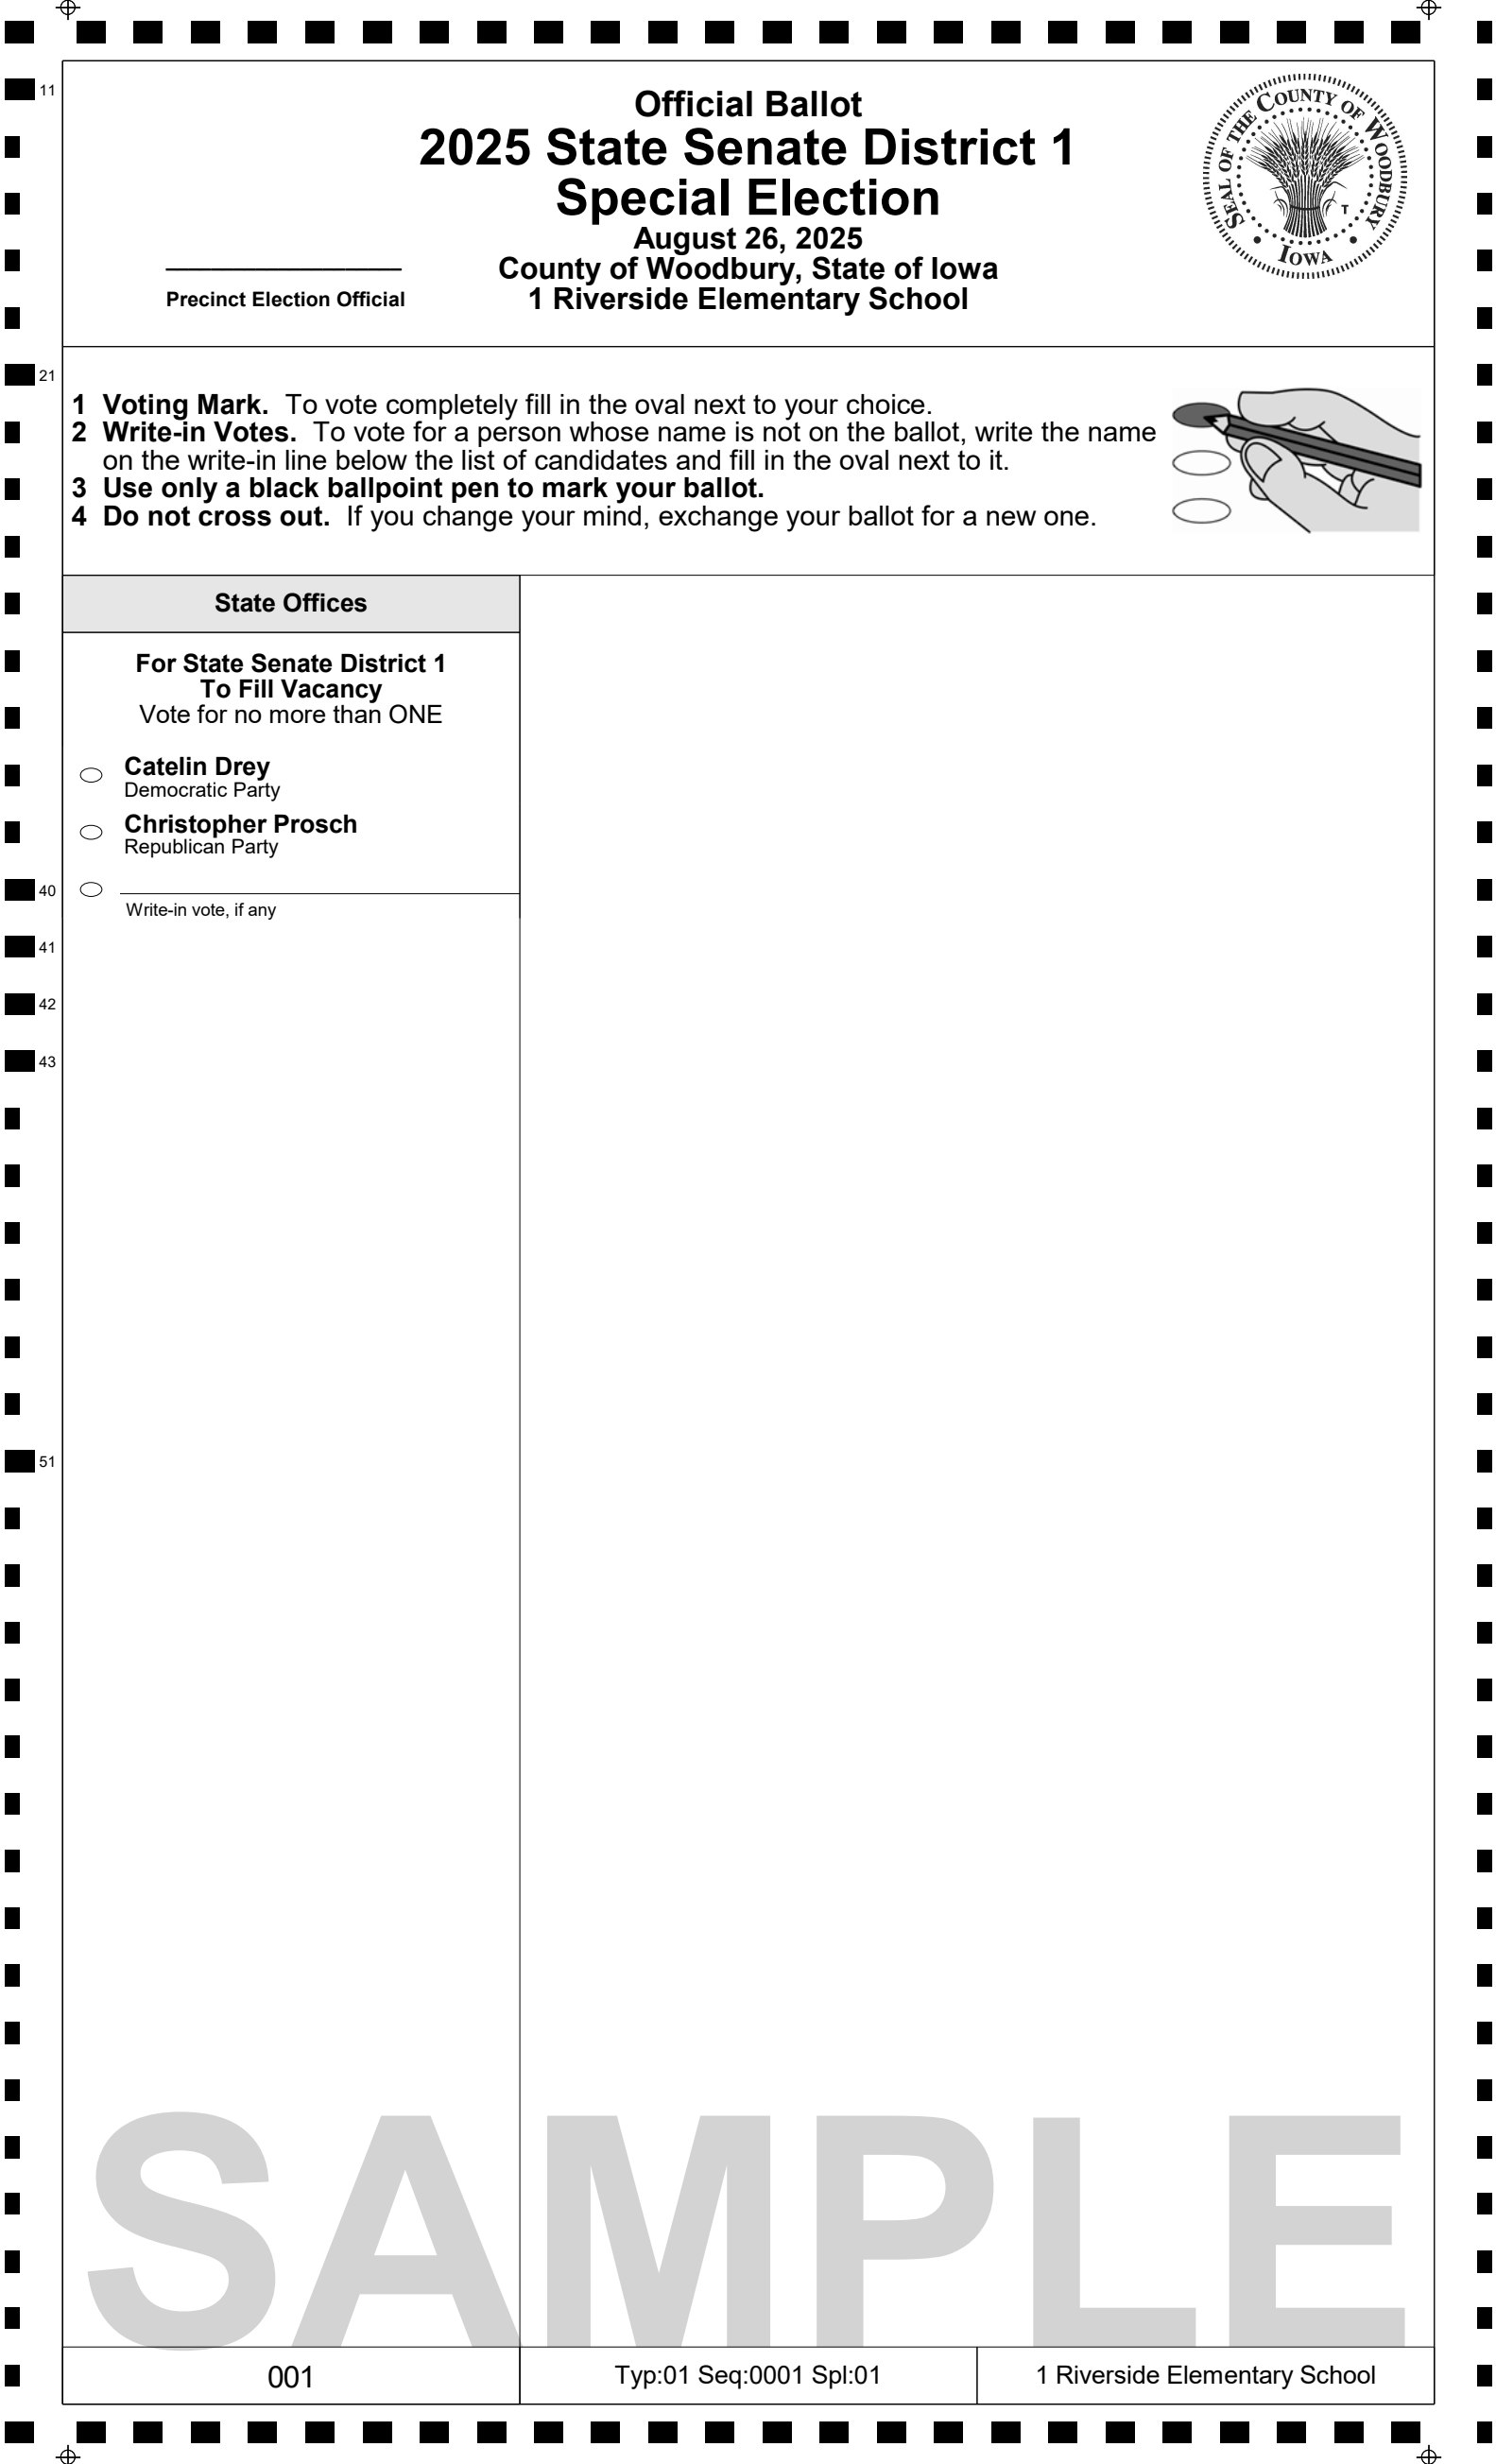 Official Ballot
2025 State Senate District 1
Special Election
August 26, 2025
County of Woodbury, State of Iowa
1 Riverside Elementary School
Precinct Election Official
SEAL OF THE COUNTY OF WOODBURY
IOWA
T
11
21
1 Voting Mark. To vote completely fill in the oval next to your choice.
2 Write-in Votes. To vote for a person whose name is not on the ballot, write the name
on the write-in line below the list of candidates and fill in the oval next to it.
3 Use only a black ballpoint pen to mark your ballot.
4 Do not cross out. If you change your mind, exchange your ballot for a new one.
State Offices
For State Senate District 1
To Fill Vacancy
Vote for no more than ONE
Catelin Drey
Democratic Party
Christopher Prosch
Republican Party
40
Write-in vote, if any
41
42
43
51
SAMPLE
001
Typ:01 Seq:0001 Spl:01
1 Riverside Elementary School